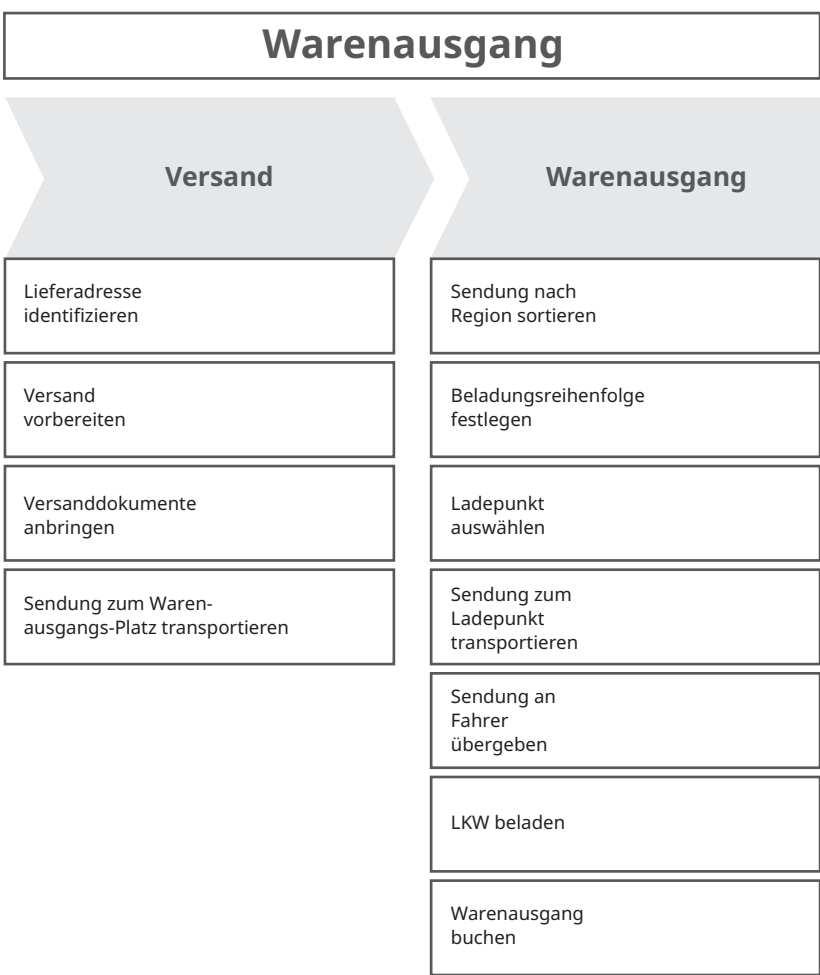 Warenausgang
Versand
Lieferadresse
identifizieren
Versand
vorbereiten
Versanddokumente
anbringen
Sendung zum Waren-
ausgangs-Platz transportieren
Warenausgang
Sendung nach
Region sortieren
Beladungsreihenfolge
festlegen
Ladepunkt
auswählen
Sendung zum
Ladepunkt
transportieren
Sendung an
Fahrer
übergeben
LKW beladen
Warenausgang
buchen